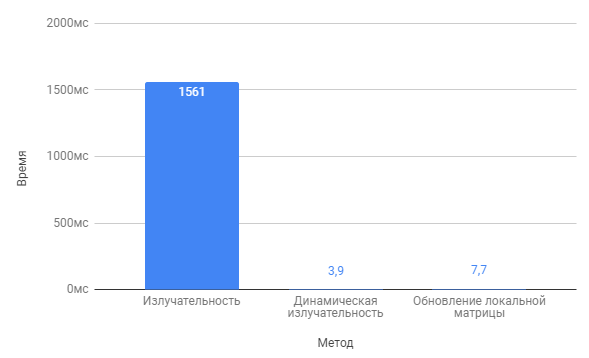 2000мс
1500мс
1000мс
500мс
0мс
Время
1561
3,9
7,7
Излучательность
Динамическая
излучательность
Обновление локальной
матрицы
Метод